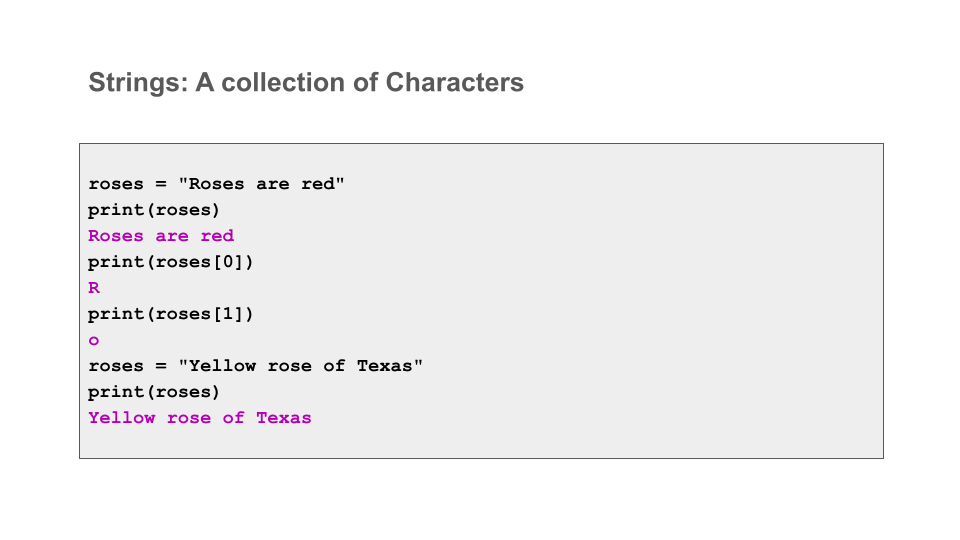 Strings: A collection of Characters
roses = "Roses are red"
print(roses)
Roses are red
print(roses[0])
R
print(roses[1])
o
roses = "Yellow rose of Texas"
print(roses)
Yellow rose of Texas